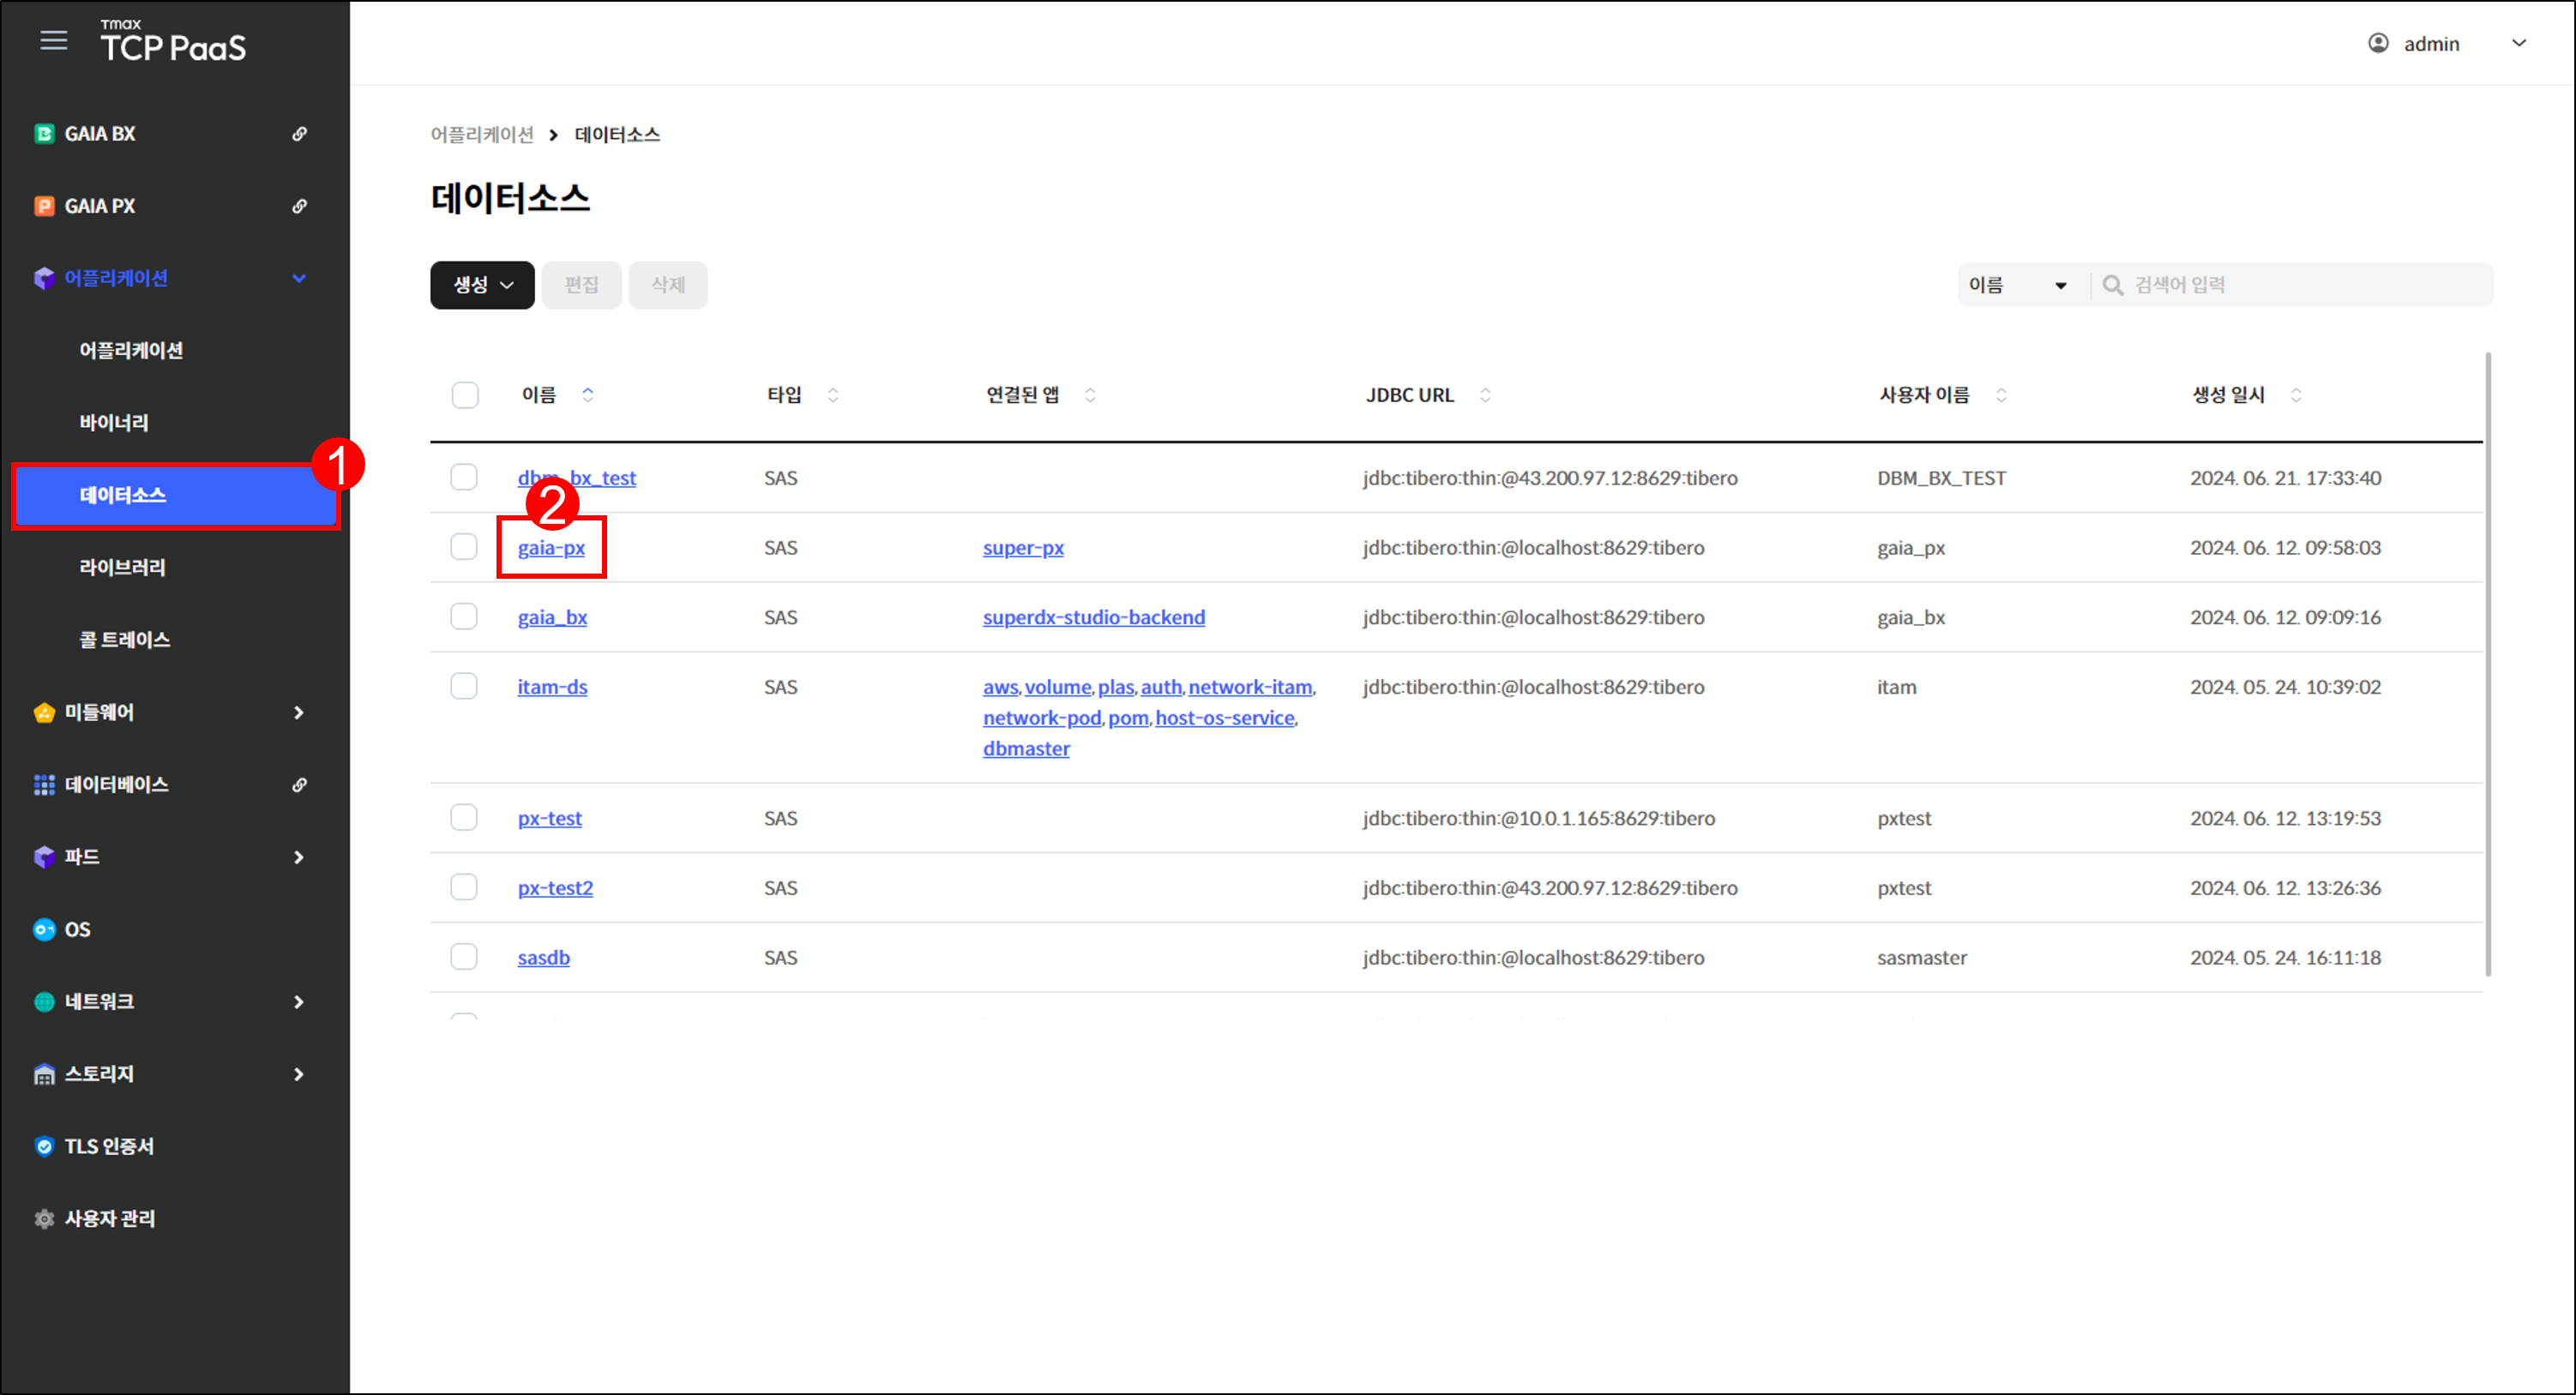 Tmax
TCP PaaS
admin
GAIA BX
GAIA PX
어플리케이션
어플리케이션
바이너리
데이터소스
1
라이브러리
콜 트레이스
미들웨어
데이터베이스
파드
OS
네트워크
스토리지
TLS 인증서
사용자 관리
어플리케이션 > 데이터소스
데이터소스
생성 편집 삭제
이름 검색어 입력
이름 타입 연결된 앱 JDBC URL 사용자 이름 생성 일시
dbm_bx_test SAS jdbc:tibero:thin:@43.200.97.12:8629:tibero DBM_BX_TEST 2024. 06. 21. 17:33:40
2
gaia-px SAS super-px jdbc:tibero:thin:@localhost:8629:tibero gaia_px 2024. 06. 12. 09:58:03
gaia_bx SAS superdx-studio-backend jdbc:tibero:thin:@localhost:8629:tibero gaia_bx 2024. 06. 12. 09:09:16
itam-ds SAS aws, volume, plas, auth, network-itam, jdbc:tibero:thin:@localhost:8629:tibero itam 2024. 05. 24. 10:39:02
network-pod, pom, host-os-service,
dbmaster
px-test SAS jdbc:tibero:thin:@10.0.1.165:8629:tibero pxtest 2024. 06. 12. 13:19:53
px-test2 SAS jdbc:tibero:thin:@43.200.97.12:8629:tibero pxtest 2024. 06. 12. 13:26:36
sasdb SAS jdbc:tibero:thin:@localhost:8629:tibero sasmaster 2024. 05. 24. 16:11:18